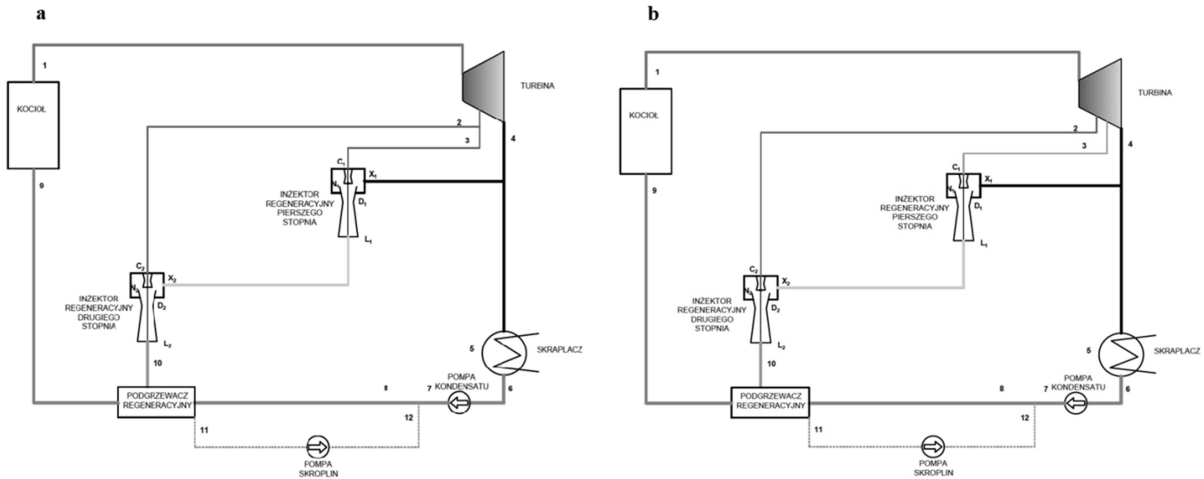 a
1
KOCIOŁ
TURBINA
2
3
4
C₁
X₁
N₁
D₁
INŻEKTOR
REGENERACYJNY
PIERSZEGO
STOPNIA
L₁
9
C₂
X₂
N₂
D₂
INŻEKTOR
REGENERACYJNY
DRUGIEGO
STOPNIA
L₂
10
5
SKRAPLACZ
PODGRZEWACZ
REGENERACYJNY
8
7
POMPA
KONDENSATU
6
11
12
POMPA
SKROPLIN
b
1
KOCIOŁ
TURBINA
2
3
4
C₁
X₁
N₁
D₁
INŻEKTOR
REGENERACYJNY
PIERSZEGO
STOPNIA
L₁
9
C₂
X₂
N₂
D₂
INŻEKTOR
REGENERACYJNY
DRUGIEGO
STOPNIA
L₂
10
5
SKRAPLACZ
PODGRZEWACZ
REGENERACYJNY
8
7
POMPA
KONDENSATU
6
11
12
POMPA
SKROPLIN